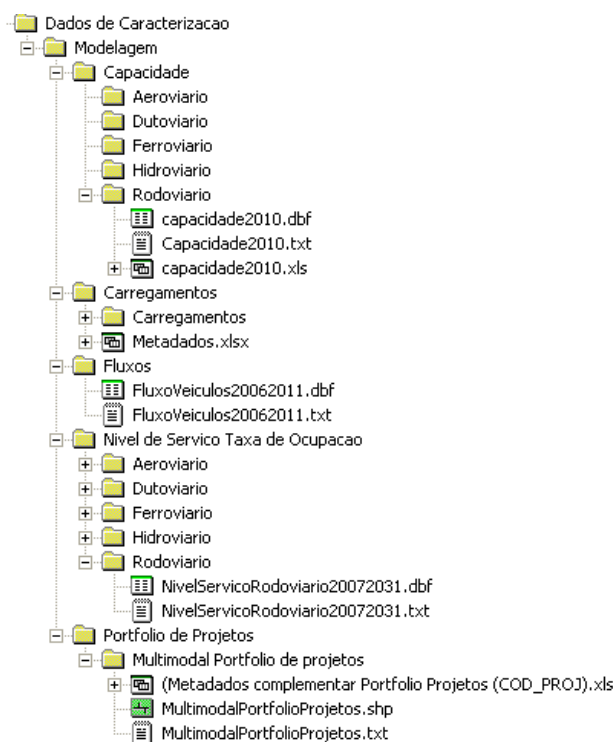 Dados de Caracterizacao
Modelagem
Capacidade
Aeroviario
Dutoviario
Ferroviario
Hidroviario
Rodoviario
capacidade2010.dbf
Capacidade2010.txt
capacidade2010.xls
Carregamentos
Carregamentos
Metadados.xlsx
Fluxos
FluxoVeiculos20062011.dbf
FluxoVeiculos20062011.txt
Nivel de Servico Taxa de Ocupacao
Aeroviario
Dutoviario
Ferroviario
Hidroviario
Rodoviario
NivelServicoRodoviario20072031.dbf
NivelServicoRodoviario20072031.txt
Portfolio de Projetos
Multimodal Portfolio de projetos
(Metadados complementar Portfolio Projetos (COD_PROJ).xls
MultimodalPortfolioProjetos.shp
MultimodalPortfolioProjetos.txt